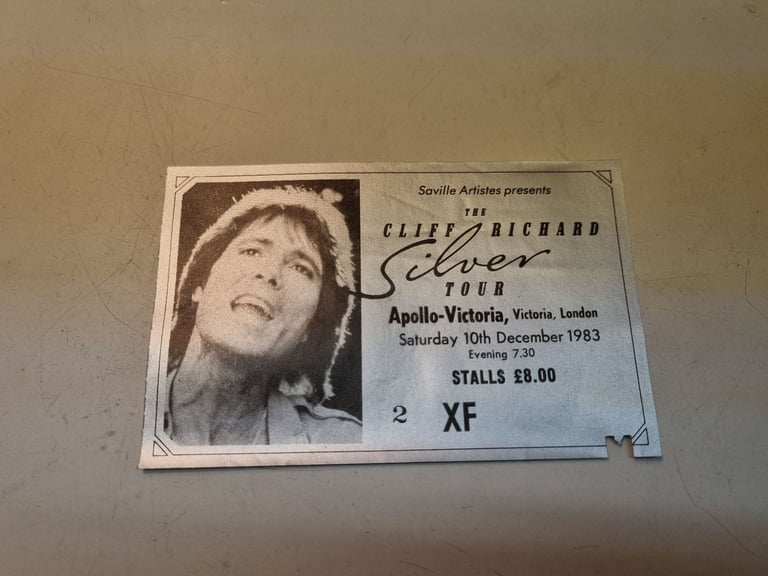 Saville Artistes presents
THE
CLIFF RICHARD
Silver
TOUR
Apollo-Victoria, Victoria, London
Saturday 10th December 1983
Evening 7.30
STALLS £8.00
2 XF